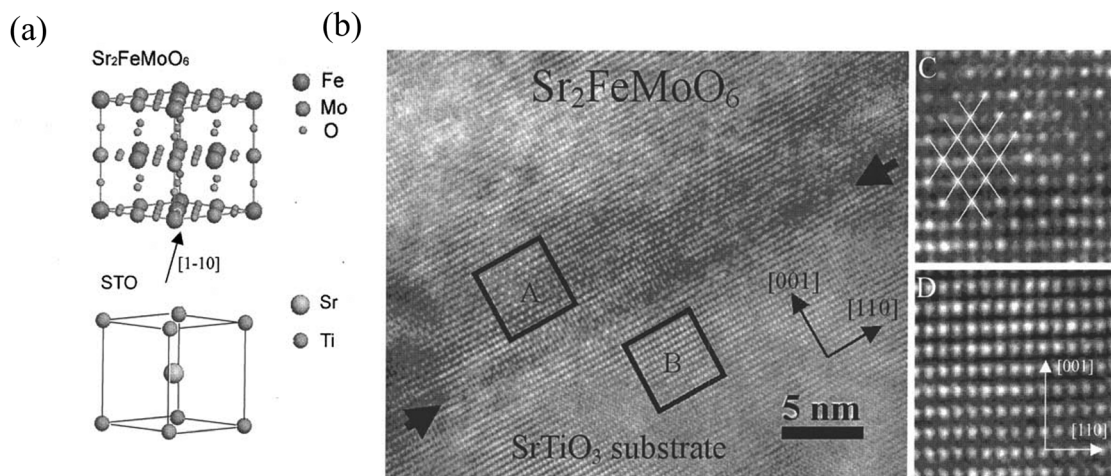 (a)
Sr₂FeMoO₆
Fe
Mo
O
[1-10]
STO
Sr
Ti
(b)
Sr₂FeMoO₆
A
B
[001]
[110]
5 nm
SrTiO₃ substrate
C
D
[001]
[110]